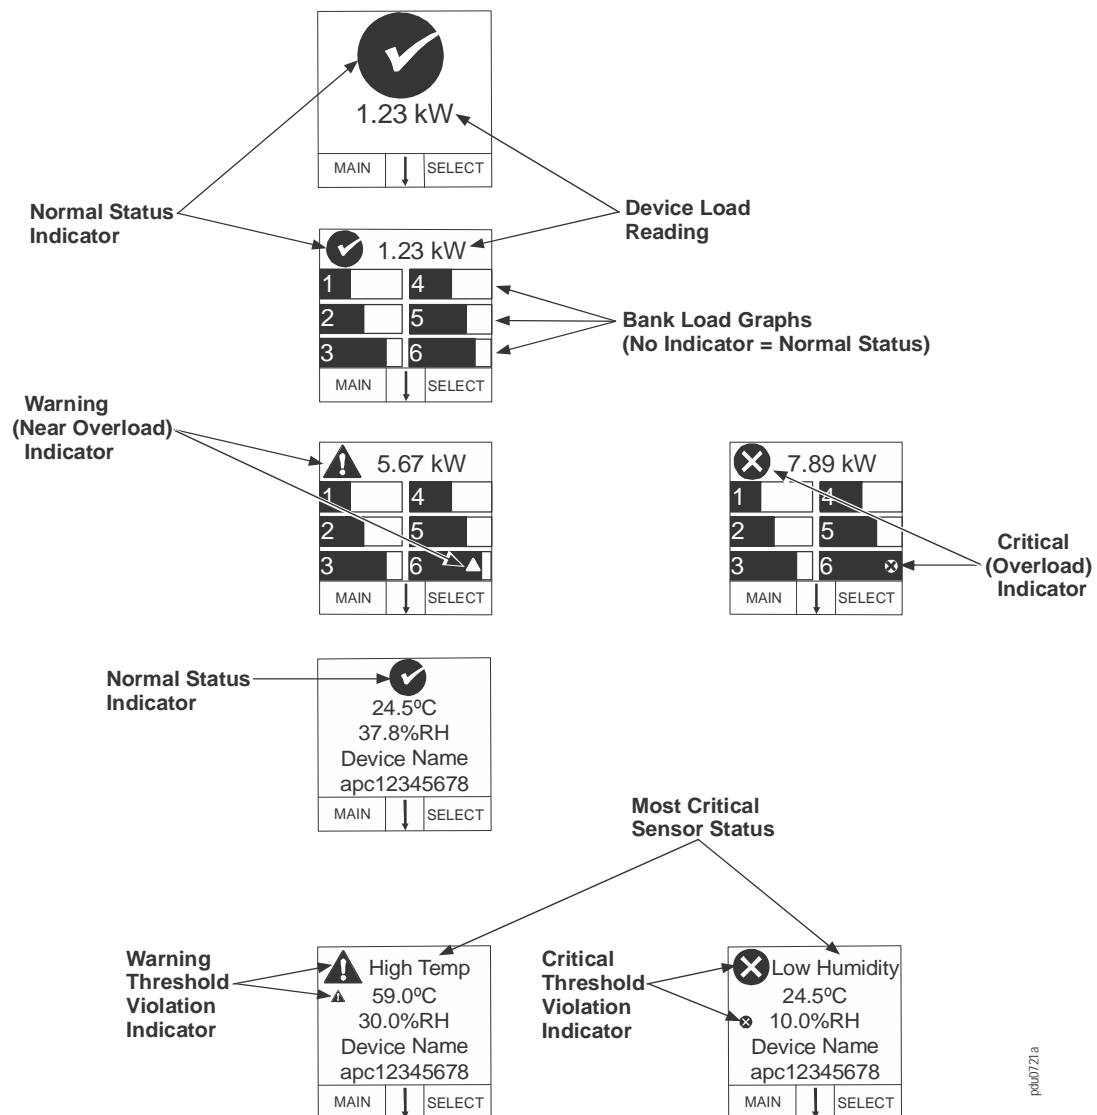 1.23 kW
MAIN
SELECT
Normal Status
Indicator
Device Load
Reading
1.23 kW
1
4
2
5
3
6
MAIN
SELECT
Bank Load Graphs
(No Indicator = Normal Status)
Warning
(Near Overload)
Indicator
5.67 kW
1
4
2
5
3
6
MAIN
SELECT
7.89 kW
1
4
2
5
3
6
MAIN
SELECT
Critical
(Overload)
Indicator
Normal Status
Indicator
24.5ºC
37.8%RH
Device Name
apc12345678
MAIN
SELECT
Most Critical
Sensor Status
Warning
Threshold
Violation
Indicator
High Temp
59.0ºC
30.0%RH
Device Name
apc12345678
MAIN
SELECT
Critical
Threshold
Violation
Indicator
Low Humidity
24.5ºC
10.0%RH
Device Name
apc12345678
MAIN
SELECT
pdu0721a